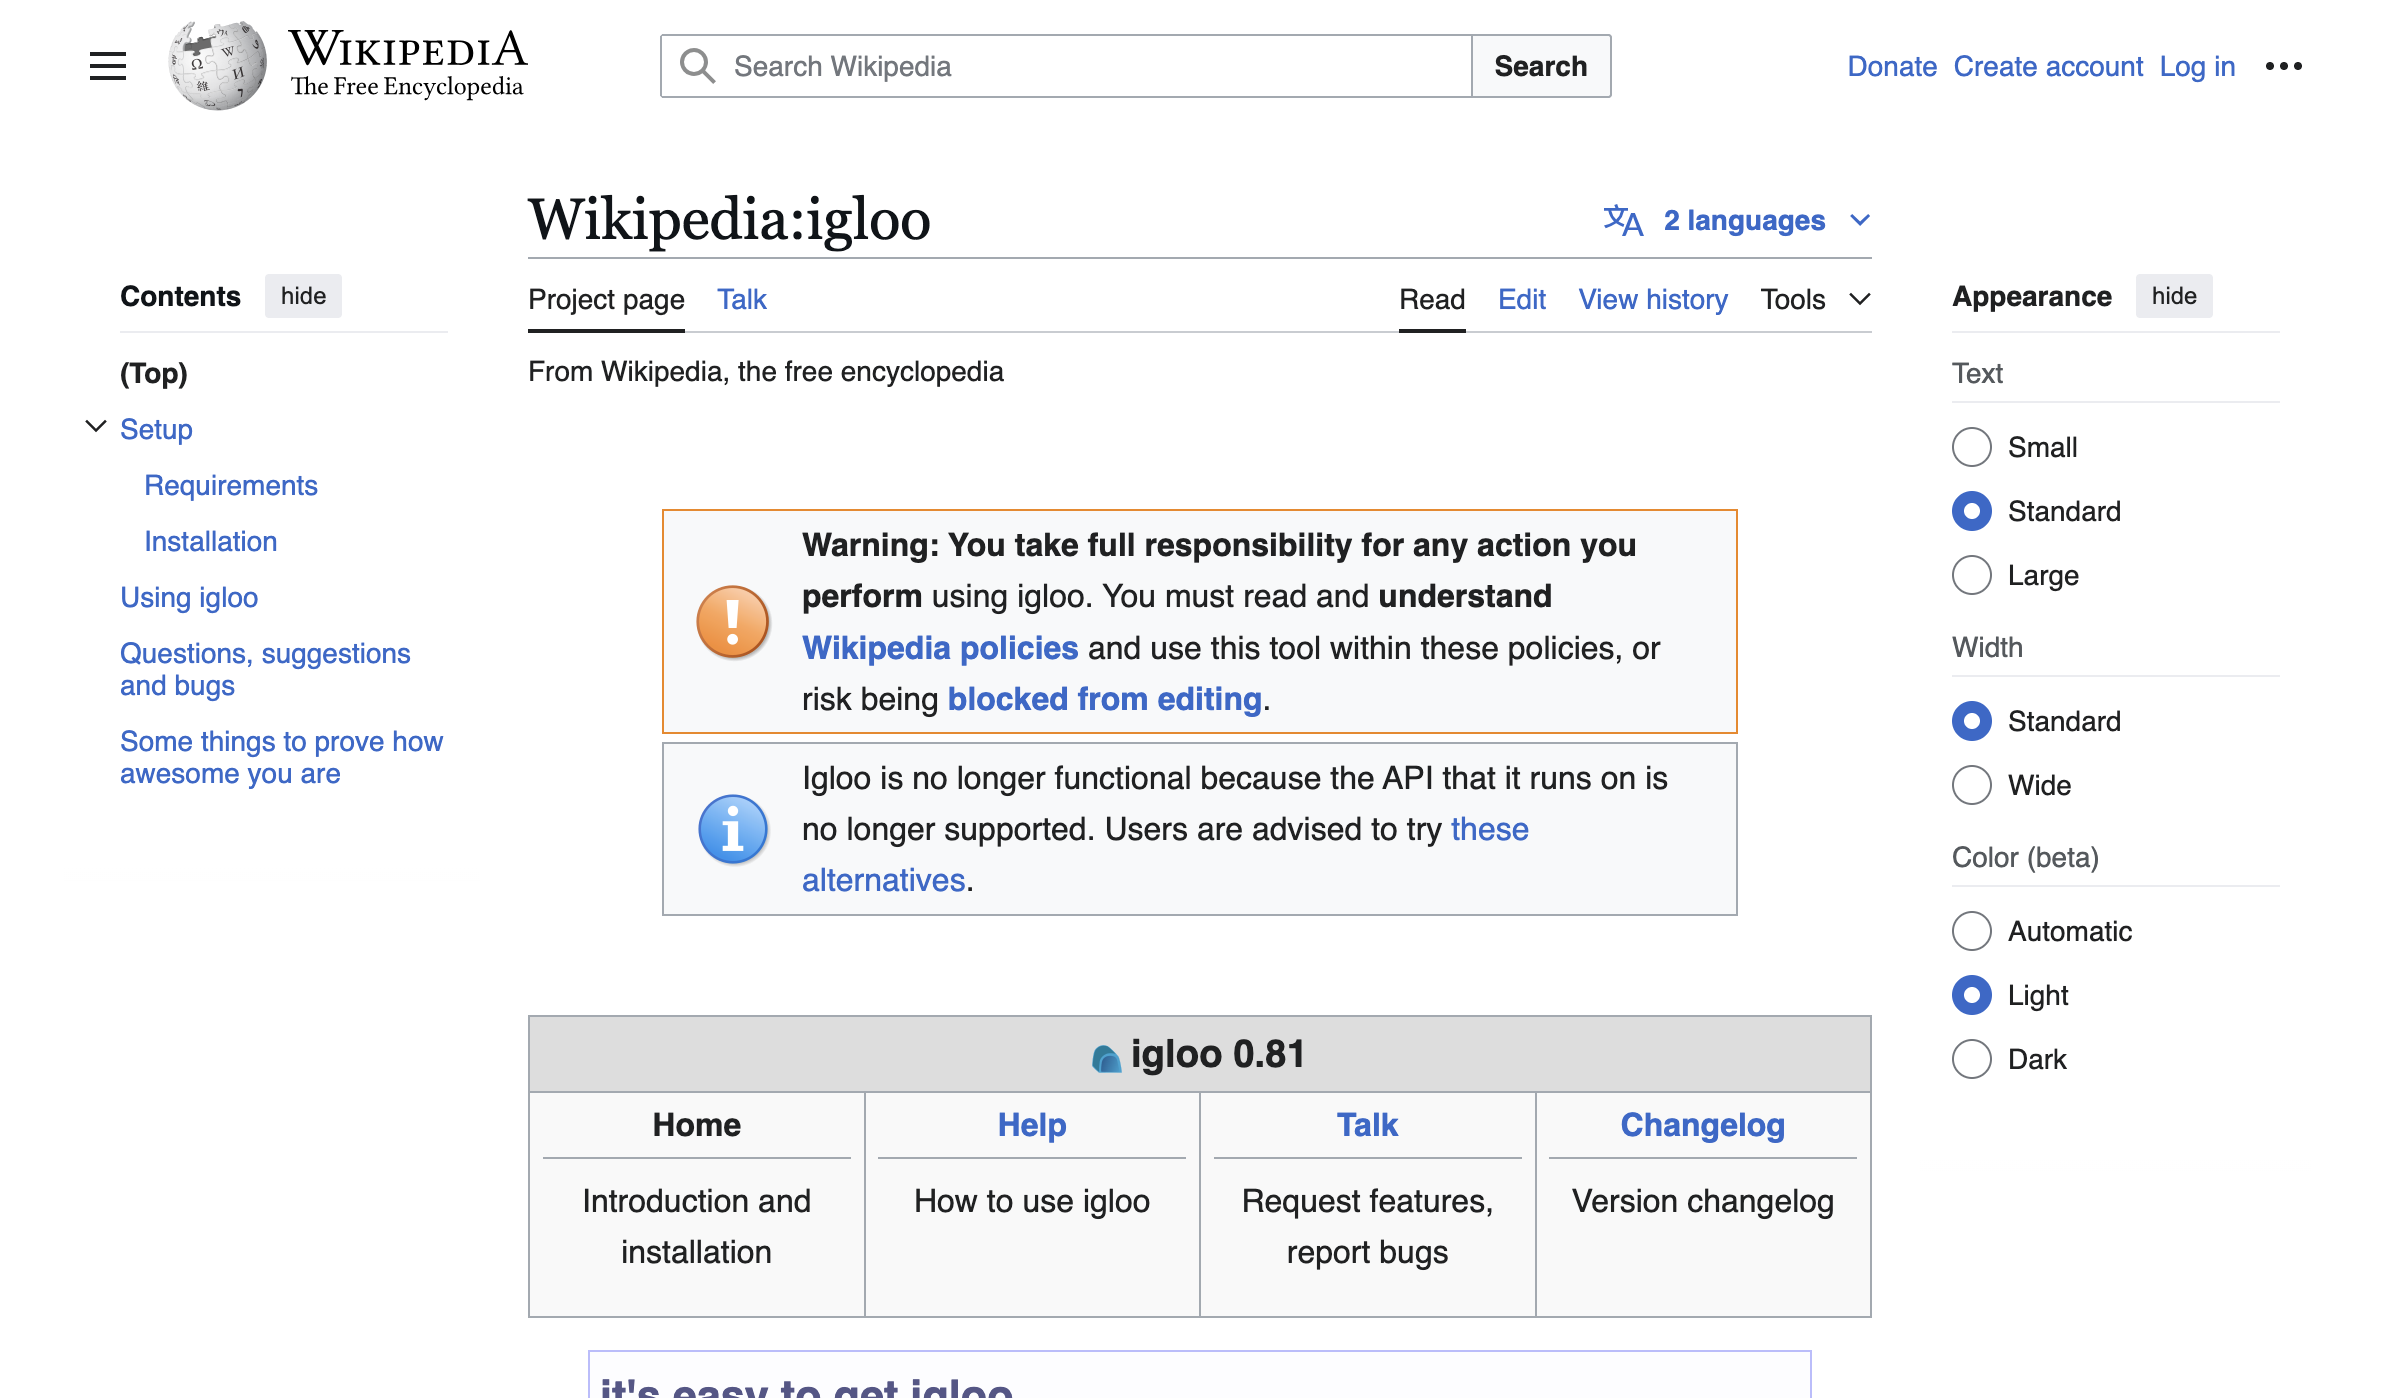 WIKIPEDIA
The Free Encyclopedia
Search Wikipedia
Search
Donate Create account Log in
Wikipedia:igloo
2 languages
Contents hide
(Top)
Setup
Requirements
Installation
Using igloo
Questions, suggestions
and bugs
Some things to prove how
awesome you are
Project page Talk
Read Edit View history Tools
From Wikipedia, the free encyclopedia
Warning: You take full responsibility for any action you
perform using igloo. You must read and understand
Wikipedia policies and use this tool within these policies, or
risk being blocked from editing.
Igloo is no longer functional because the API that it runs on is
no longer supported. Users are advised to try these
alternatives.
igloo 0.81
Home
Introduction and
installation
Help
How to use igloo
Talk
Request features,
report bugs
Changelog
Version changelog
it's easy to get igloo
Appearance hide
Text
Small
Standard
Large
Width
Standard
Wide
Color (beta)
Automatic
Light
Dark